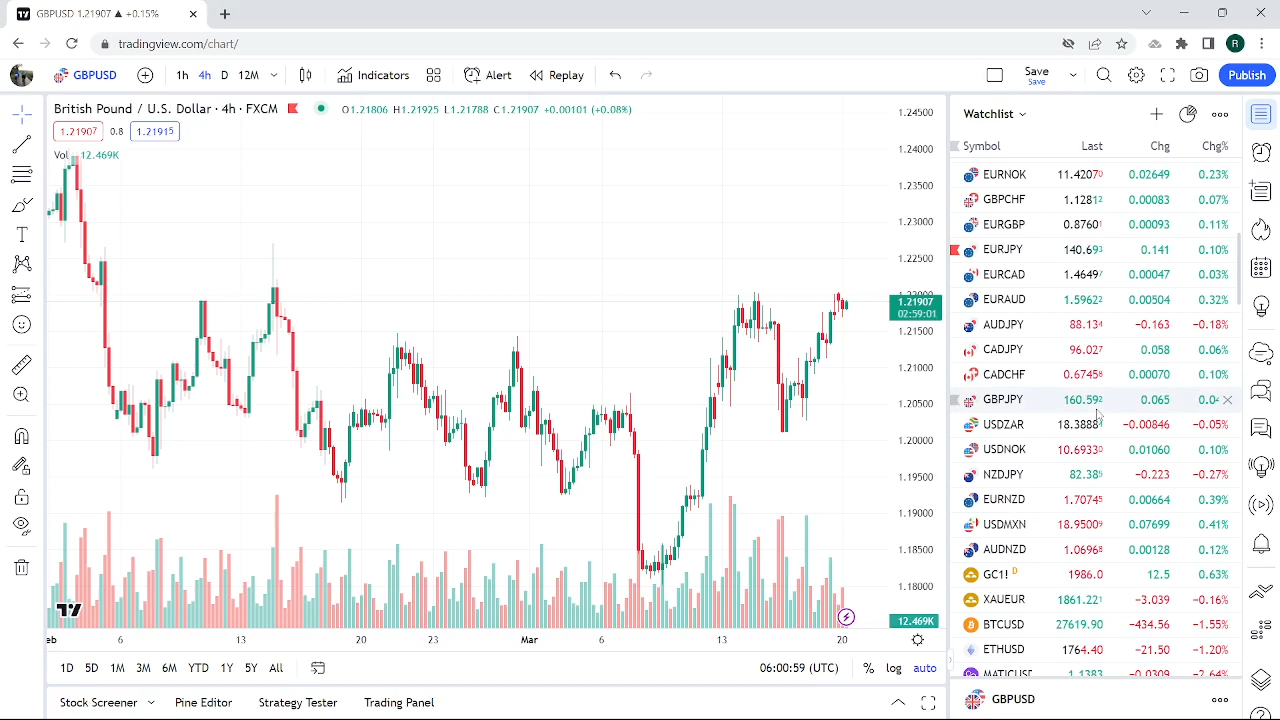 GBPUSD 1.21907 ▲ +0.15%
tradingview.com/chart/
R
GBPUSD 1h 4h D 12M Indicators Alert Replay Save Save Publish
British Pound / U.S. Dollar · 4h · FXCM O1.21806 H1.21925 L1.21788 C1.21907 +0.00101 (+0.08%)
1.21907 0.8 1.21915
Vol 12.469K
1.24500
1.24000
1.23500
1.23000
1.22500
1.21907
02:59:01
1.21500
1.21000
1.20500
1.20000
1.19500
1.19000
1.18500
1.18000
12.469K
6 13 20 23 Mar 6 13 20
1D 5D 1M 3M 6M YTD 1Y 5Y All 06:00:59 (UTC) % log auto
Stock Screener Pine Editor Strategy Tester Trading Panel
Watchlist
Symbol Last Chg Chg%
EURNOK 11.42070 0.02649 0.23%
GBPCHF 1.12812 0.00083 0.07%
EURGBP 0.87601 0.00093 0.11%
EURJPY 140.693 0.141 0.10%
EURCAD 1.46497 0.00047 0.03%
EURAUD 1.59622 0.00504 0.32%
AUDJPY 88.134 −0.163 −0.18%
CADJPY 96.027 0.058 0.06%
CADCHF 0.67458 0.00070 0.10%
GBPJPY 160.592 0.065
USDZAR 18.3888 −0.00846 −0.05%
USDNOK 10.69330 0.01060 0.10%
NZDJPY 82.385 −0.223 −0.27%
EURNZD 1.70745 0.00664 0.39%
USDMXN 18.95009 0.07699 0.41%
AUDNZD 1.06968 0.00128 0.12%
GC1! D 1986.0 12.5 0.63%
XAUEUR 1861.221 −3.039 −0.16%
BTCUSD 27619.90 −434.56 −1.55%
ETHUSD 1764.40 −21.50 −1.20%
MATICUSD 1.1383 −0.0309 −2.64%
GBPUSD